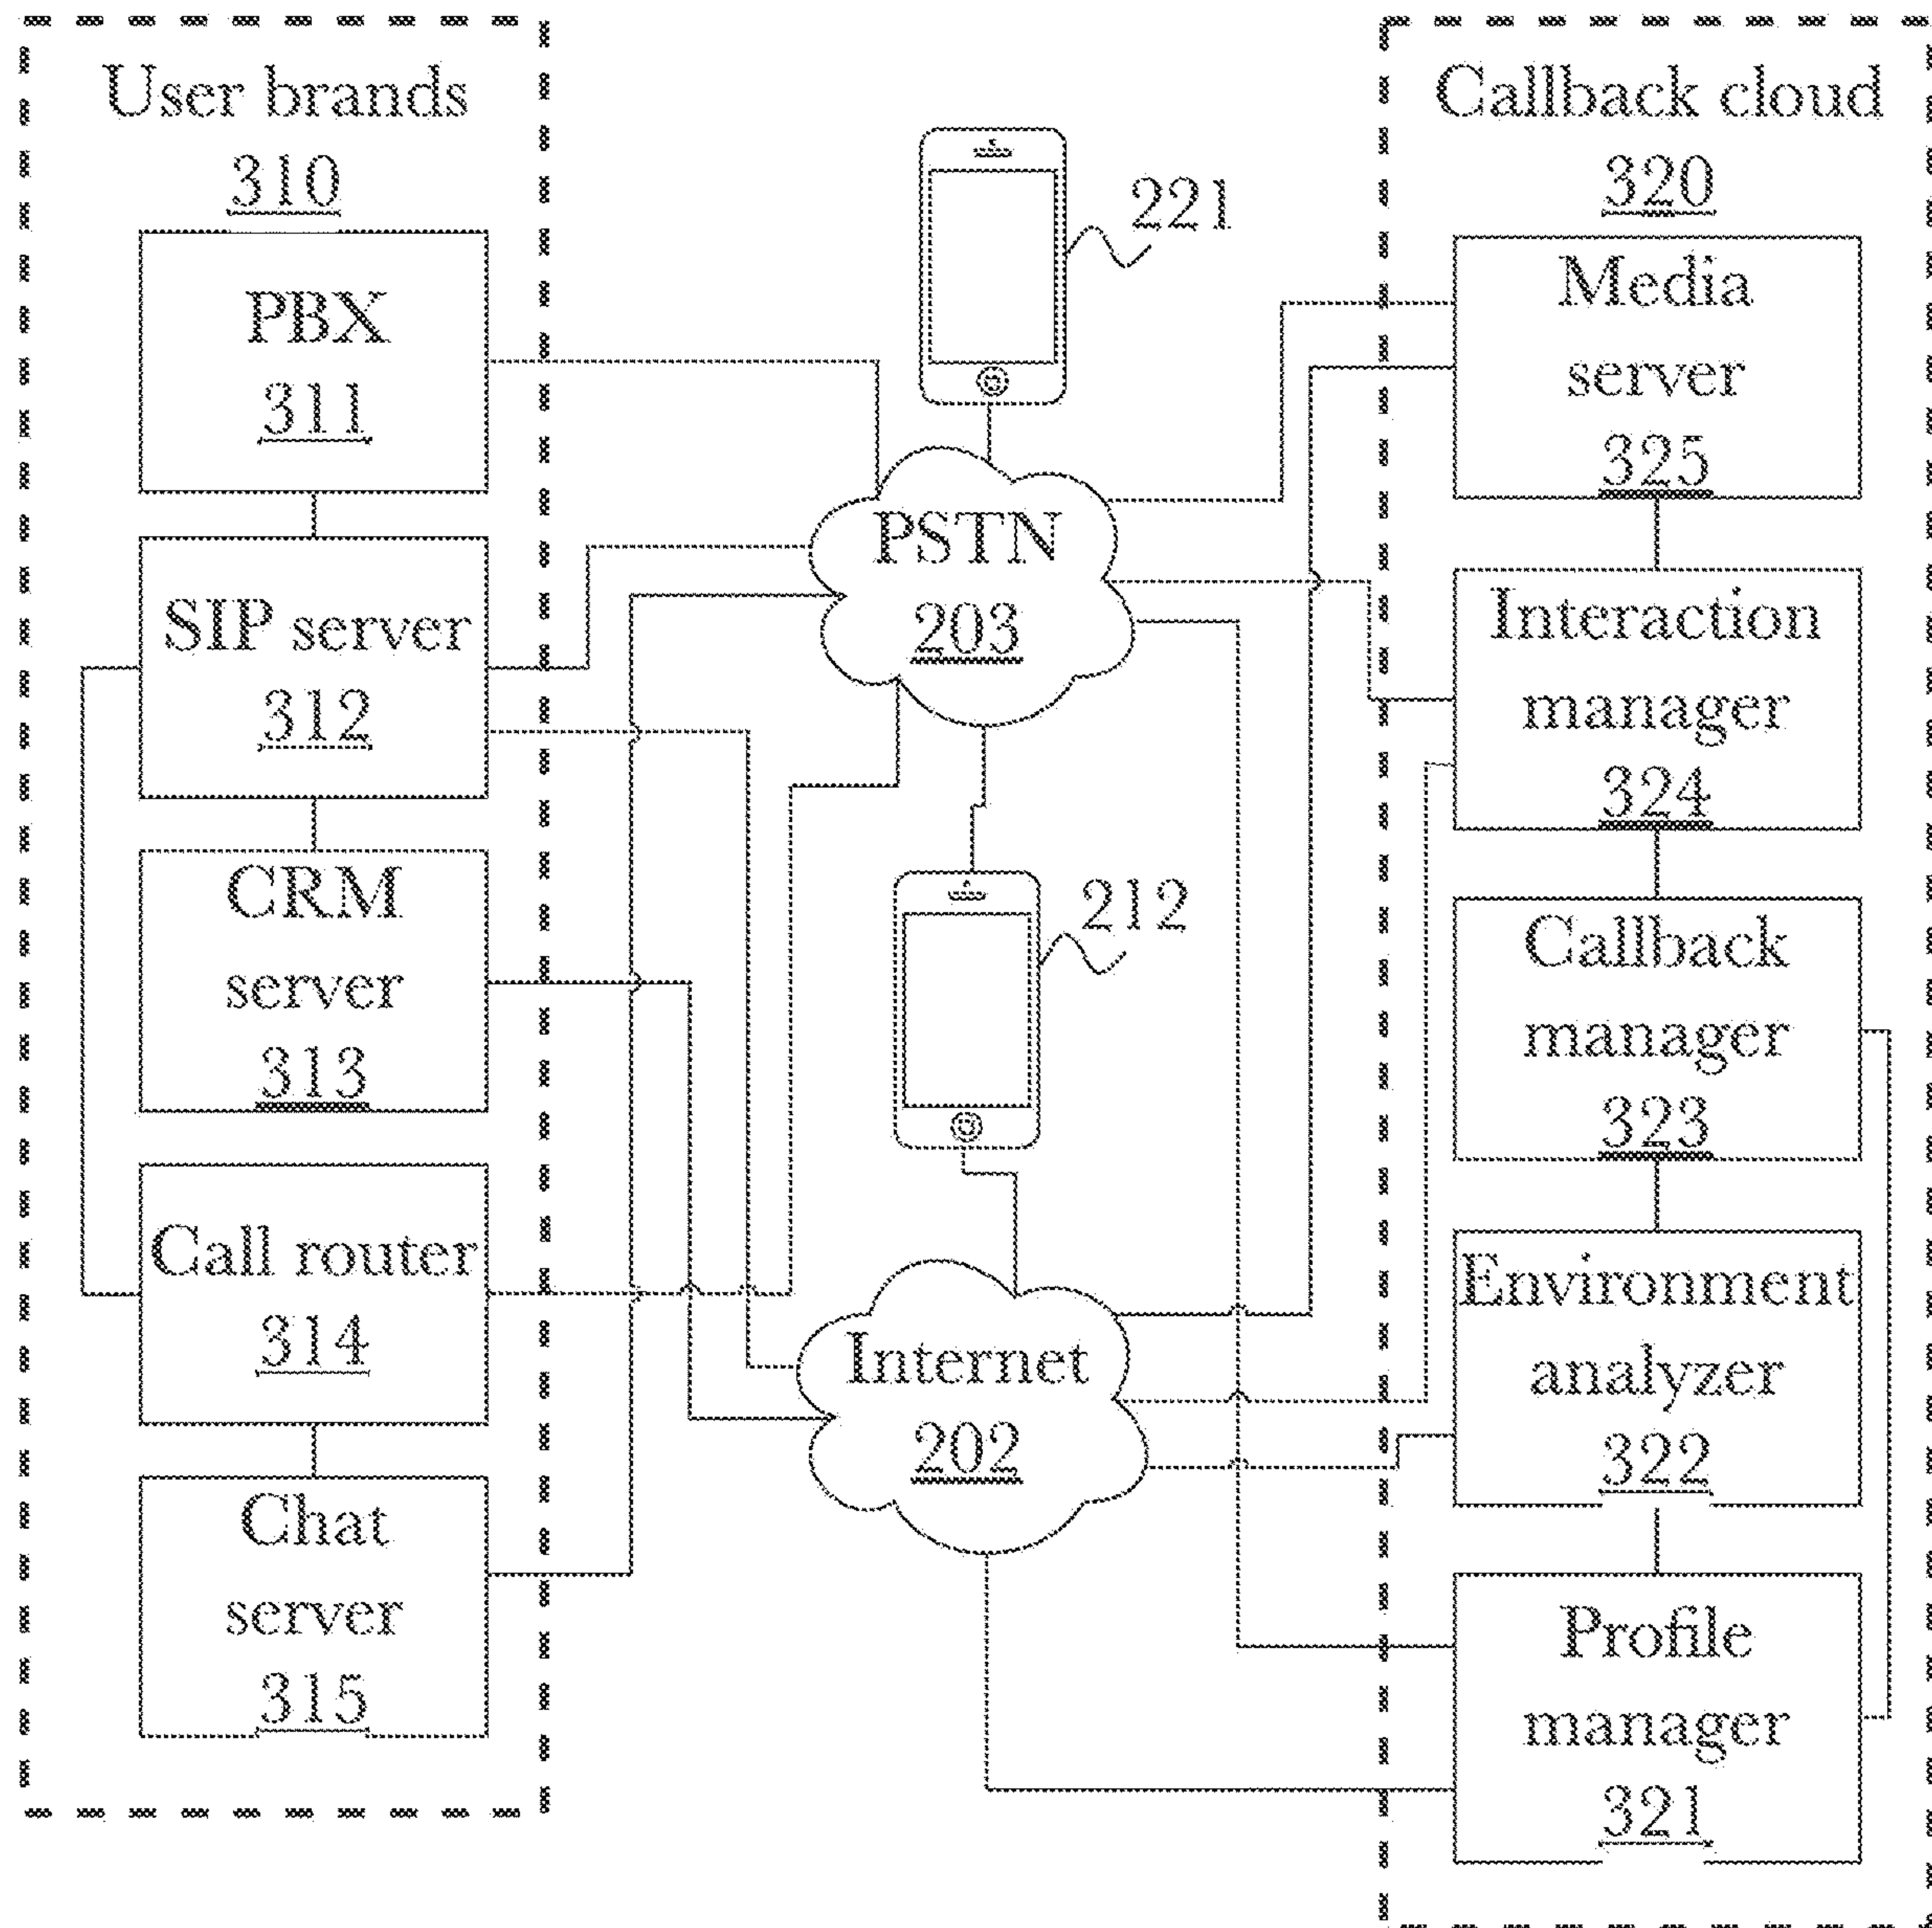 User brands
310
PBX
311
SIP server
312
CRM
server
313
Call router
314
Chat
server
315
221
PSTN
203
212
Internet
202
Callback cloud
320
Media
server
325
Interaction
manager
324
Callback
manager
323
Environment
analyzer
322
Profile
manager
321